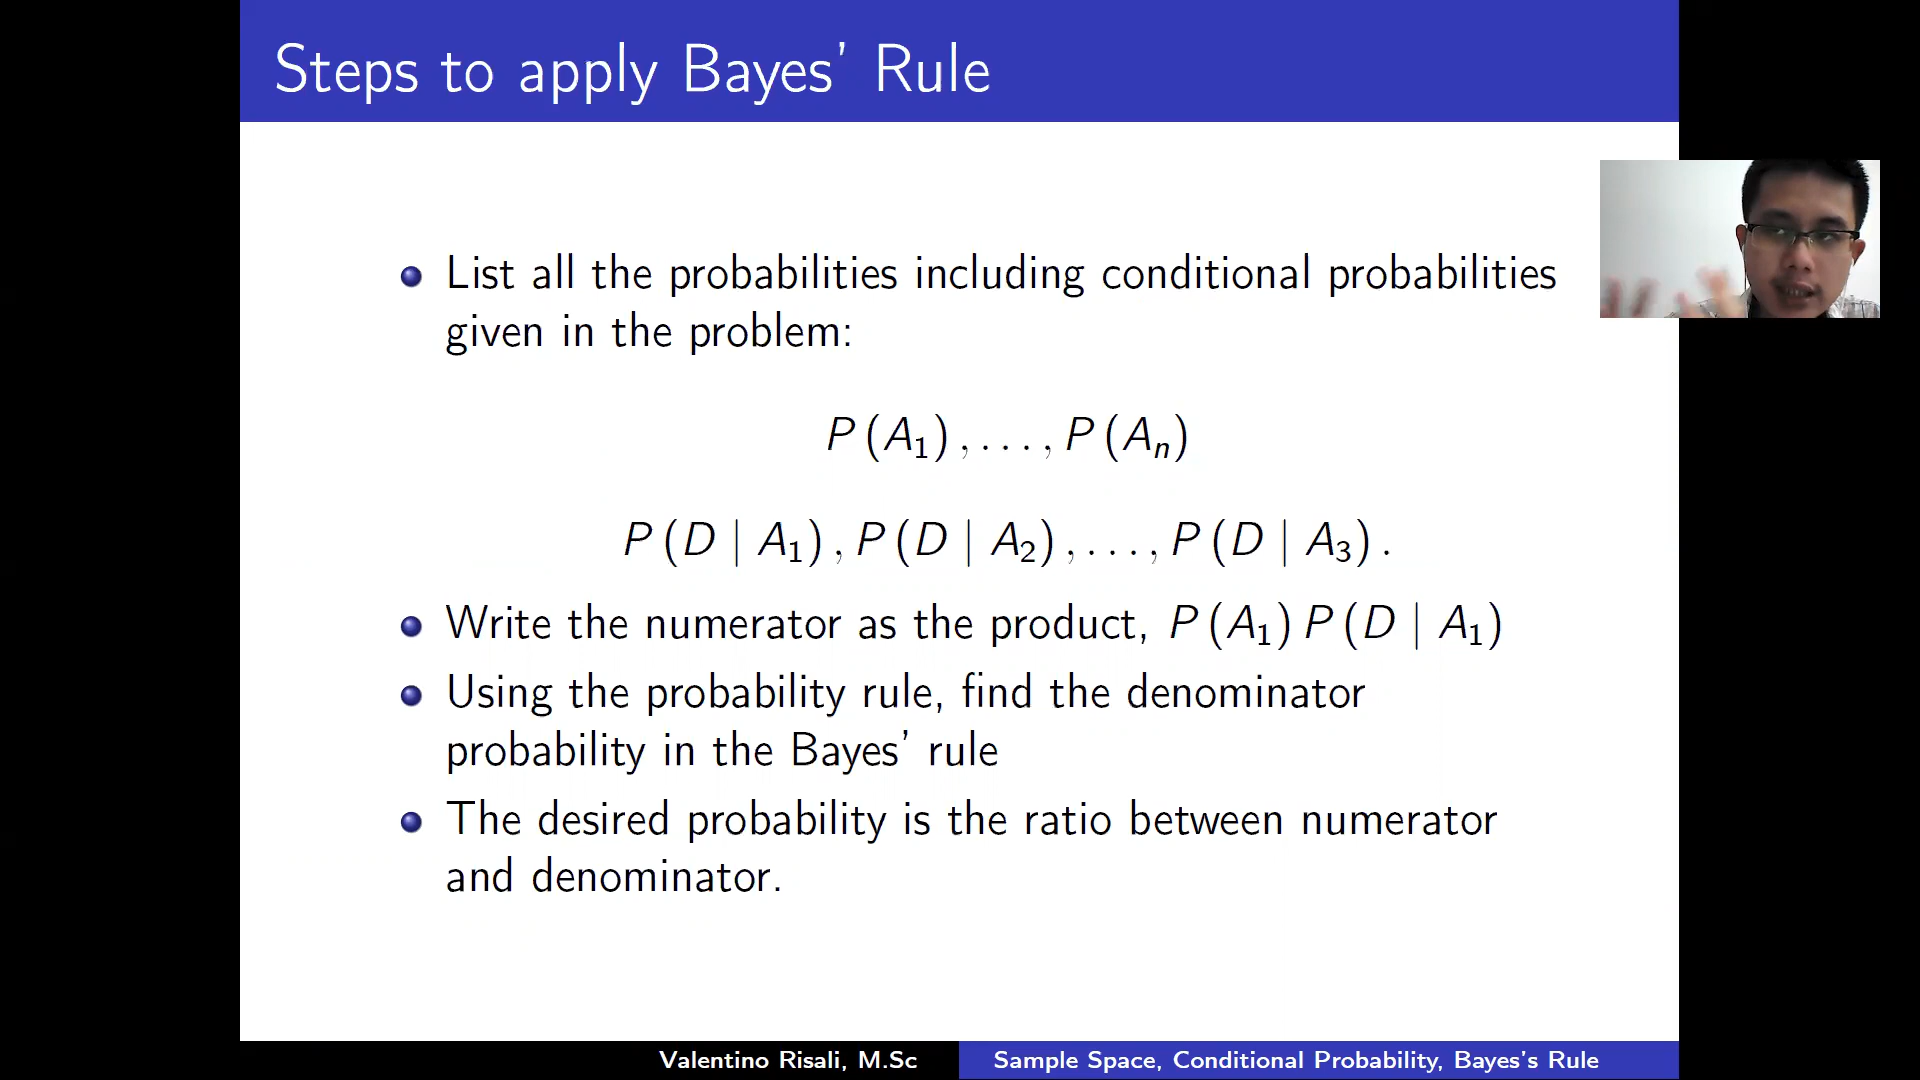 Steps to apply Bayes’ Rule
List all the probabilities including conditional probabilities
given in the problem:
P (A₁) , . . . , P (Aₙ)
P (D | A₁) , P (D | A₂) , . . . , P (D | A₃) .
Write the numerator as the product, P (A₁) P (D | A₁)
Using the probability rule, find the denominator
probability in the Bayes’ rule
The desired probability is the ratio between numerator
and denominator.
Valentino Risali, M.Sc
Sample Space, Conditional Probability, Bayes's Rule